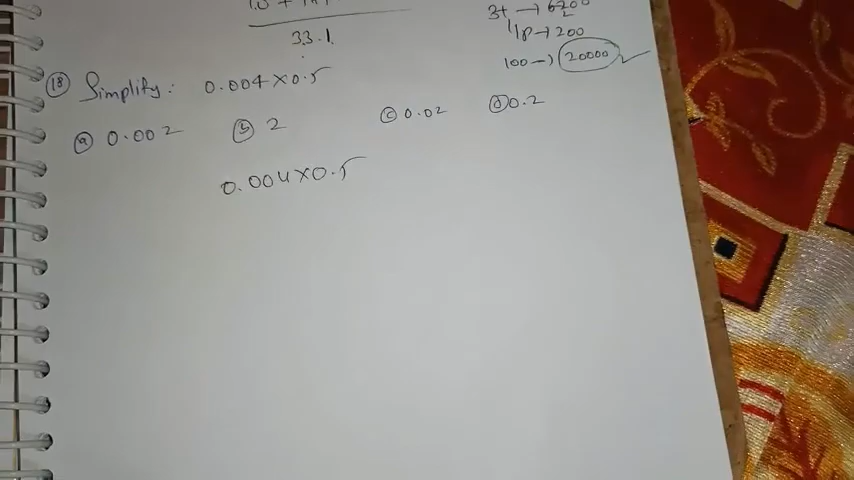 33.1
3t → 6200
1p → 200
100 → 20000
18 Simplify: 0.004 × 0.5
a 0.002 b 2 c 0.02 d 0.2
0.004 × 0.5